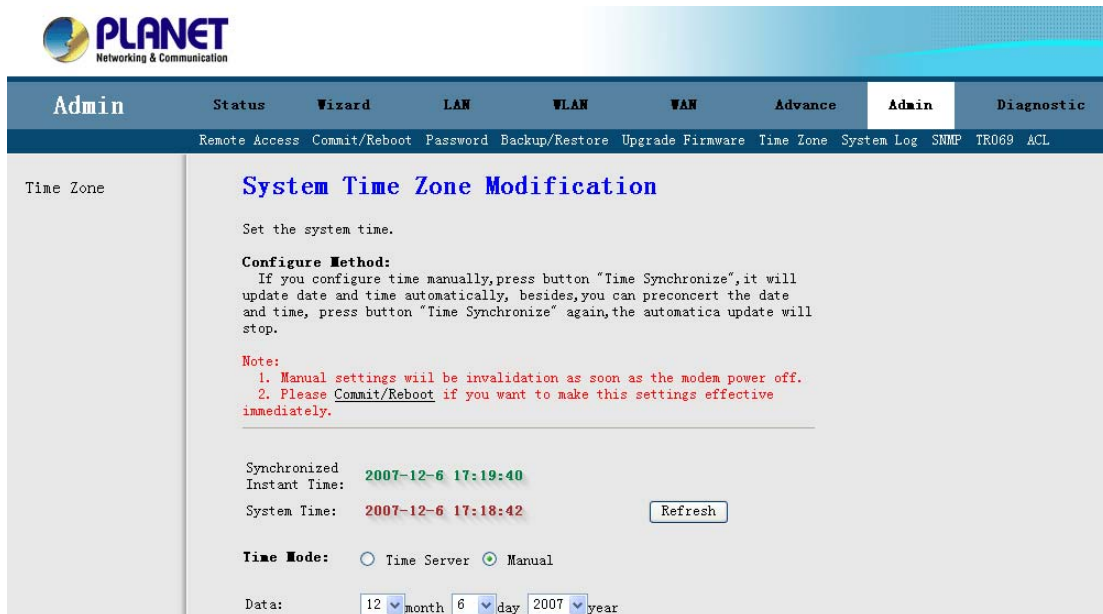 PLANET
Networking & Communication
Admin
Status Wizard LAN WLAN WAN Advance Admin Diagnostic
Remote Access Commit/Reboot Password Backup/Restore Upgrade Firmware Time Zone System Log SNMP TR069 ACL
Time Zone
System Time Zone Modification
Set the system time.
Configure Method:
If you configure time manually,press button "Time Synchronize",it will
update date and time automatically, besides,you can preconcert the date
and time, press button "Time Synchronize" again,the automatica update will
stop.
Note:
1. Manual settings wiil be invalidation as soon as the modem power off.
2. Please Commit/Reboot if you want to make this settings effective
immediately.
Synchronized
Instant Time: 2007-12-6 17:19:40
System Time: 2007-12-6 17:18:42 Refresh
Time Mode: Time Server Manual
Data: 12 month 6 day 2007 year